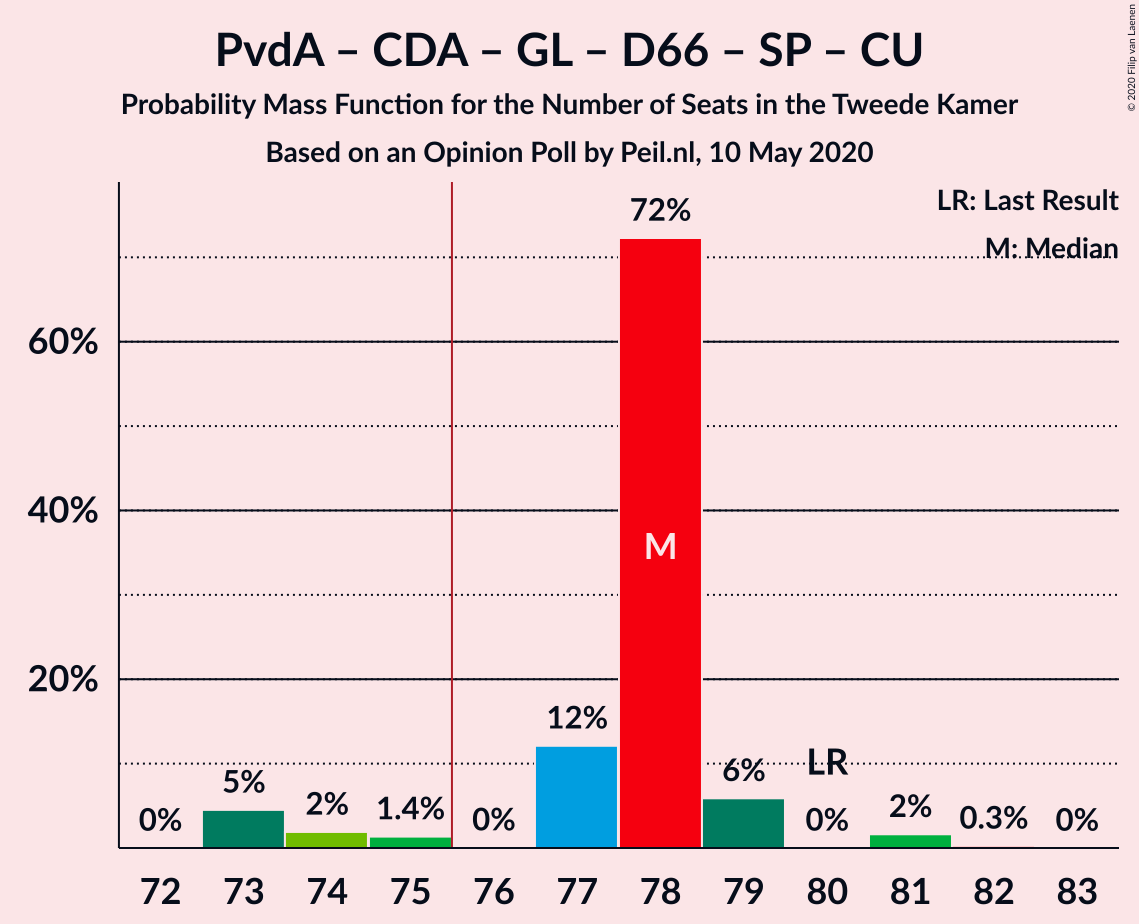 PvdA – CDA – GL – D66 – SP – CU
Probability Mass Function for the Number of Seats in the Tweede Kamer
Based on an Opinion Poll by Peil.nl, 10 May 2020
© 2020 Filip van Laenen
LR: Last Result
M: Median
60%
40%
20%
0% 5% 2% 1.4% 0% 12% 72% 6% 0% 2% 0.3% 0%
M
LR
72 73 74 75 76 77 78 79 80 81 82 83